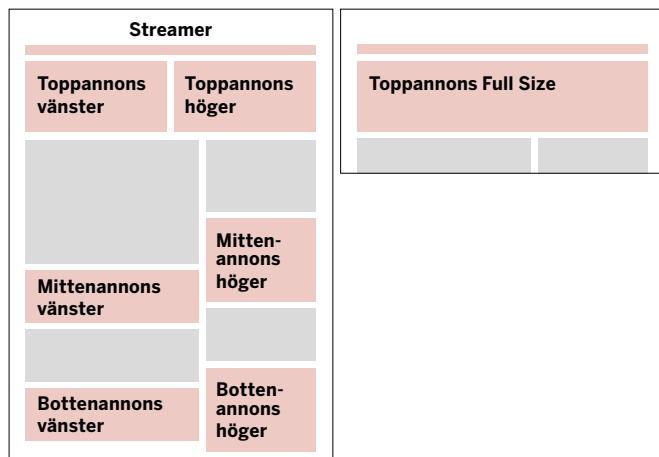 Streamer
Toppannons
vänster
Toppannons
höger
Mitten-
annons
höger
Mittenannons
vänster
Bottenannons
vänster
Botten-
annons
höger
Toppannons Full Size